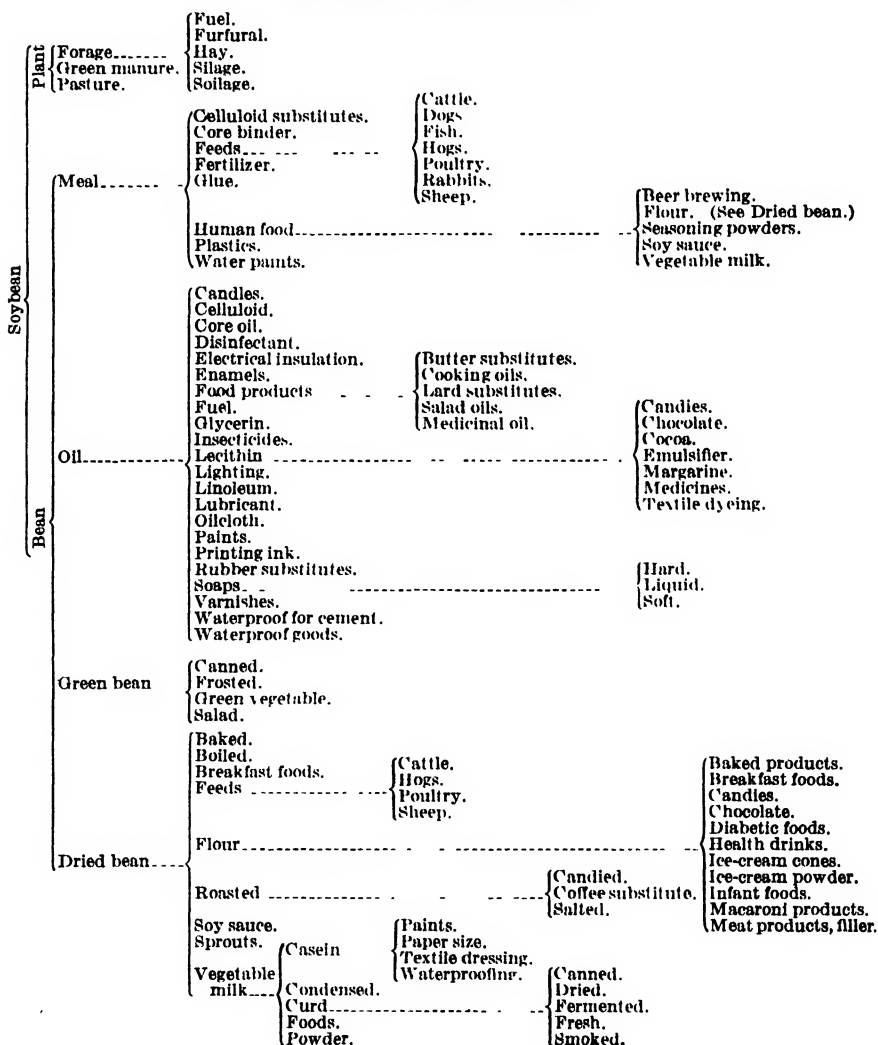 Soybean
Plant
Forage
Fuel.
Furfural.
Hay.
Silage.
Soilage.
Green manure.
Pasture.
Bean
Meal
Celluloid substitutes.
Core binder.
Feeds
Cattle.
Dogs
Fish.
Hogs.
Poultry.
Rabbits.
Sheep.
Fertilizer.
Glue.
Human food
Beer brewing.
Flour. (See Dried bean.)
Seasoning powders.
Soy sauce.
Vegetable milk.
Plastics.
Water paints.
Oil
Candles.
Celluloid.
Core oil.
Disinfectant.
Electrical insulation.
Enamels.
Food products
Butter substitutes.
Cooking oils.
Lard substitutes.
Salad oils.
Medicinal oil.
Fuel.
Glycerin.
Insecticides.
Lecithin
Candies.
Chocolate.
Cocoa.
Emulsifier.
Margarine.
Medicines.
Textile dyeing.
Lighting.
Linoleum.
Lubricant.
Oilcloth.
Paints.
Printing ink.
Rubber substitutes.
Soaps
Hard.
Liquid.
Soft.
Varnishes.
Waterproof for cement.
Waterproof goods.
Green bean
Canned.
Frosted.
Green vegetable.
Salad.
Dried bean
Baked.
Boiled.
Breakfast foods.
Feeds
Cattle.
Hogs.
Poultry.
Sheep.
Flour
Baked products.
Breakfast foods.
Candies.
Chocolate.
Diabetic foods.
Health drinks.
Ice-cream cones.
Ice-cream powder.
Infant foods.
Macaroni products.
Meat products, filler.
Roasted
Candied.
Coffee substitute.
Salted.
Soy sauce.
Sprouts.
Vegetable
milk
Casein
Paints.
Paper size.
Textile dressing.
Waterproofing.
Condensed.
Curd
Canned.
Dried.
Fermented.
Fresh.
Smoked.
Foods.
Powder.